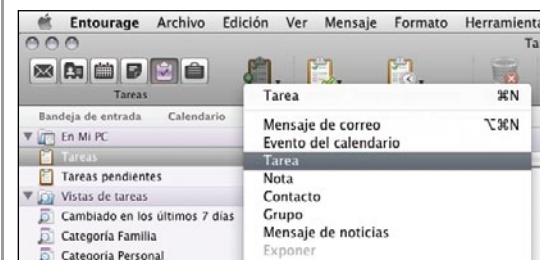 Entourage Archivo Edición Ver Mensaje Formato Herramienta
Ta
Tareas
Bandeja de entrada Calendario
En Mi PC
Tareas
Tareas pendientes
Vistas de tareas
Cambiado en los últimos 7 días
Categoría Familia
Categoría Personal
Tarea ⌘N
Mensaje de correo ⌥⌘N
Evento del calendario
Tarea
Nota
Contacto
Grupo
Mensaje de noticias
Exponer